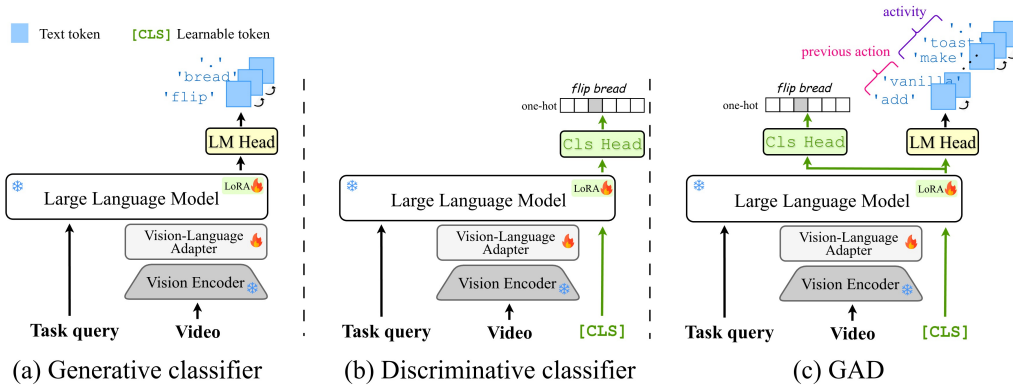 Text token
[CLS] Learnable token
'.'
'bread'
'flip'
LM Head
LoRA
Large Language Model
Vision-Language
Adapter
Vision Encoder
Task query
Video
(a) Generative classifier
flip bread
one-hot
Cls Head
LoRA
Large Language Model
Vision-Language
Adapter
Vision Encoder
Task query
Video
[CLS]
(b) Discriminative classifier
activity
previous action
'.'
'toast'
'make'
'vanilla'
'add'
flip bread
one-hot
Cls Head
LM Head
LoRA
Large Language Model
Vision-Language
Adapter
Vision Encoder
Task query
Video
[CLS]
(c) GAD